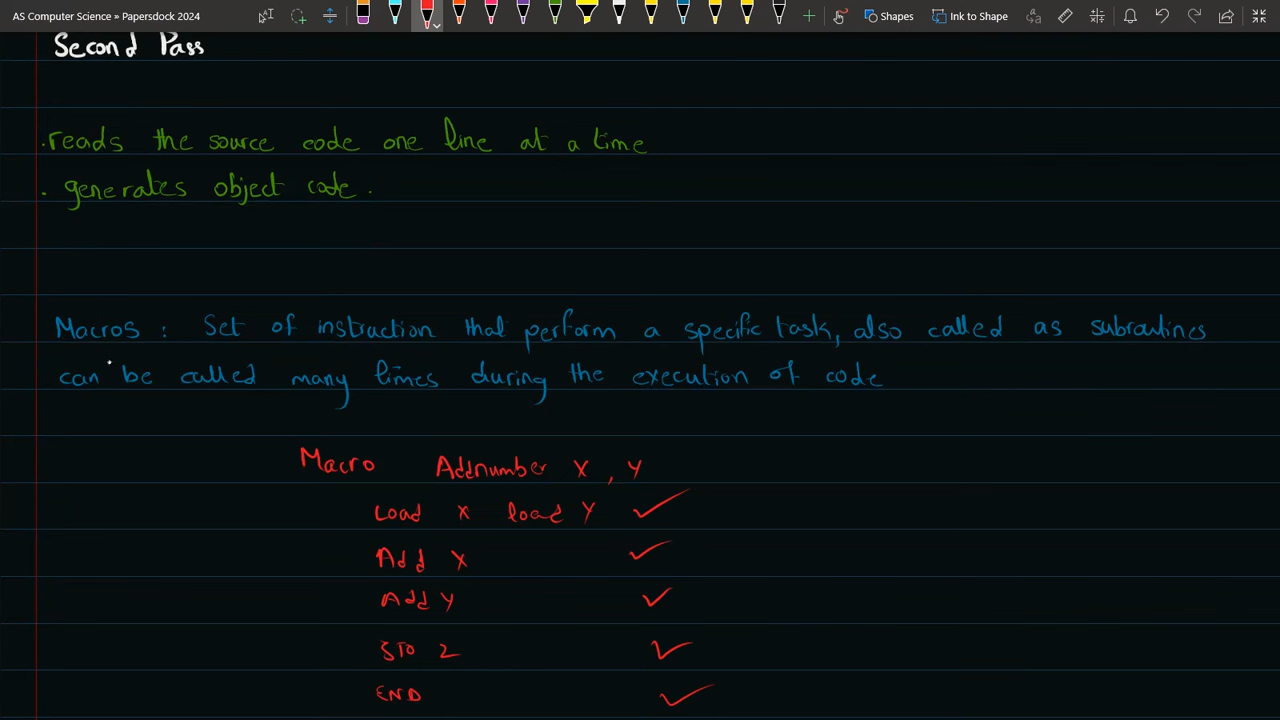 AS Computer Science » Papersdock 2024
Shapes
Ink to Shape
Second Pass
. reads the source code one line at a time
. generates object code.
Macros : Set of instruction that perform a specific task, also called as subroutines
can be called many times during the execution of code
Macro Addnumber X , Y
Load X load Y
Add X
Add Y
STO Z
END